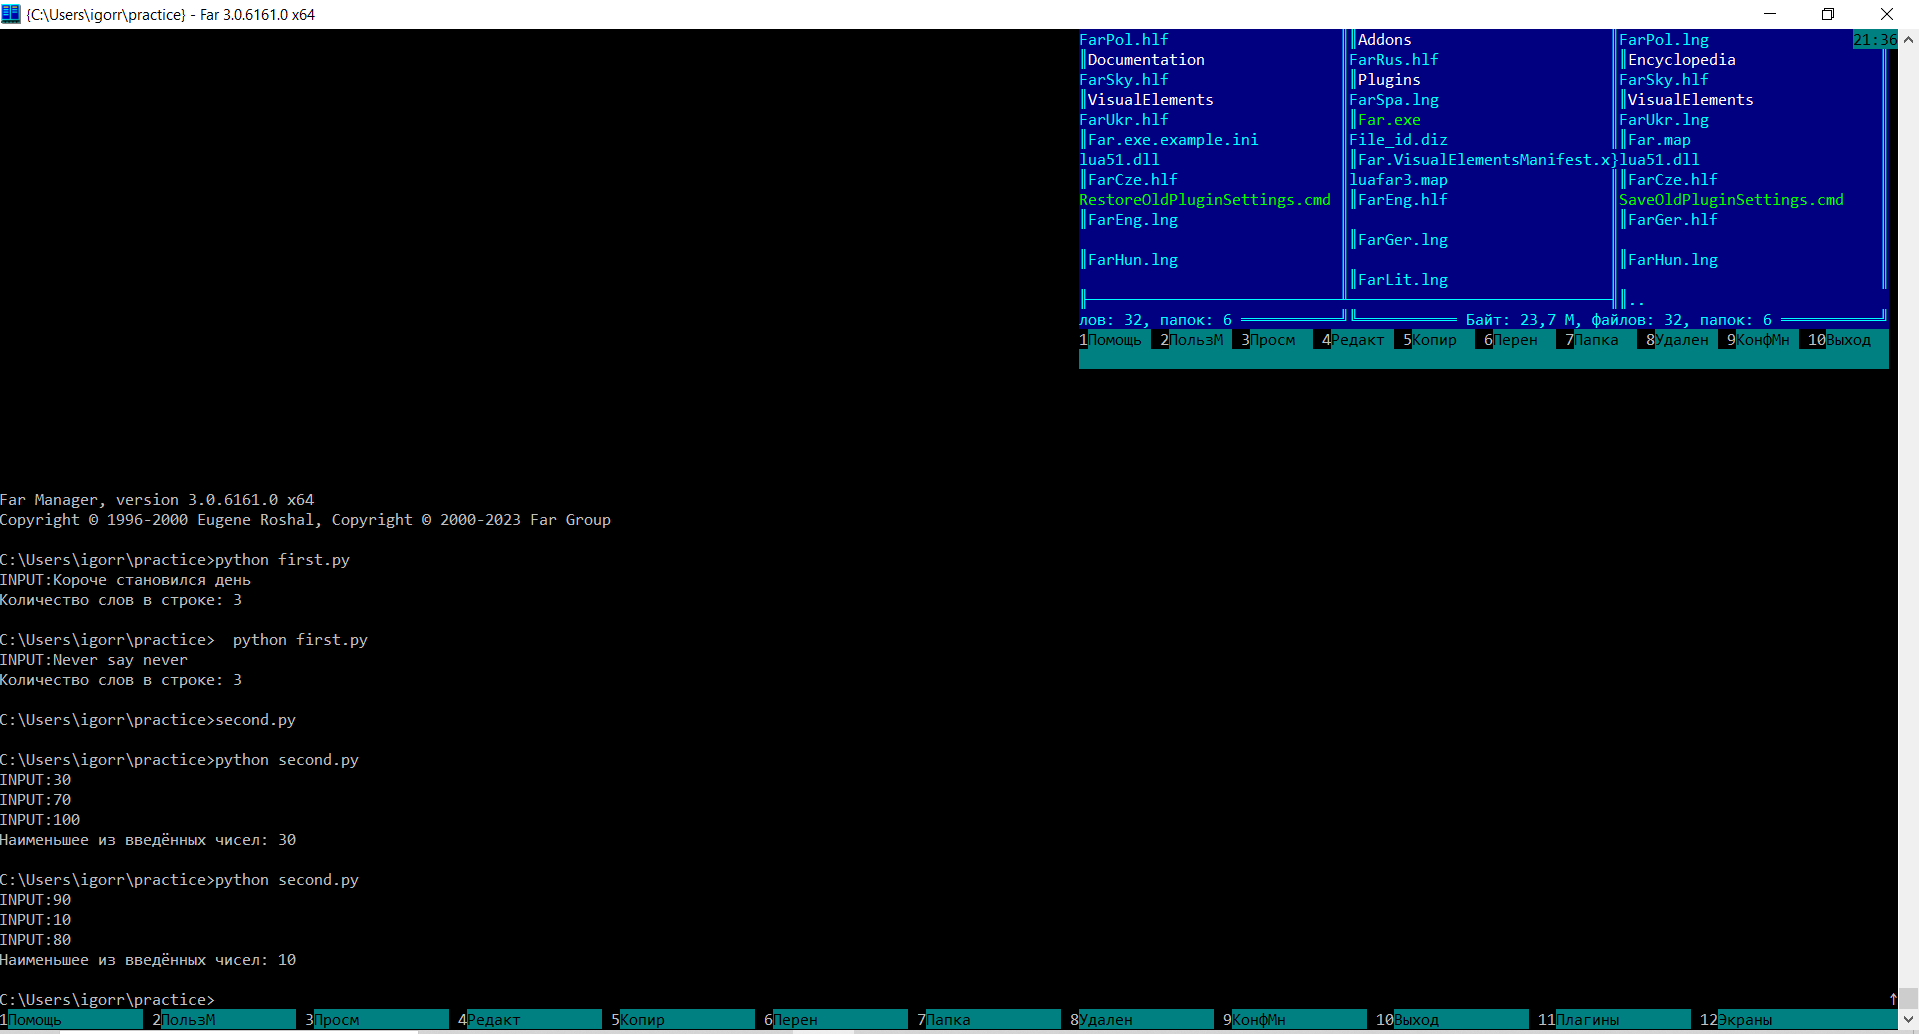 {C:\Users\igorr\practice} - Far 3.0.6161.0 x64
FarPol.hlf Addons FarPol.lng 21:36
Documentation FarRus.hlf Encyclopedia
FarSky.hlf Plugins FarSky.hlf
VisualElements FarSpa.lng VisualElements
FarUkr.hlf Far.exe FarUkr.lng
Far.exe.example.ini File_id.diz Far.map
lua51.dll Far.VisualElementsManifest.x}lua51.dll
FarCze.hlf luafar3.map FarCze.hlf
RestoreOldPluginSettings.cmd FarEng.hlf SaveOldPluginSettings.cmd
FarEng.lng FarGer.hlf
FarGer.lng
FarHun.lng FarHun.lng
FarLit.lng
..
лов: 32, папок: 6 Байт: 23,7 М, файлов: 32, папок: 6
1Помощь 2ПользМ 3Просм 4Редакт 5Копир 6Перен 7Папка 8Удален 9КонфМн 10Выход
Far Manager, version 3.0.6161.0 x64
Copyright © 1996-2000 Eugene Roshal, Copyright © 2000-2023 Far Group
C:\Users\igorr\practice>python first.py
INPUT:Короче становился день
Количество слов в строке: 3
C:\Users\igorr\practice>  python first.py
INPUT:Never say never
Количество слов в строке: 3
C:\Users\igorr\practice>second.py
C:\Users\igorr\practice>python second.py
INPUT:30
INPUT:70
INPUT:100
Наименьшее из введённых чисел: 30
C:\Users\igorr\practice>python second.py
INPUT:90
INPUT:10
INPUT:80
Наименьшее из введённых чисел: 10
C:\Users\igorr\practice>
1Помощь 2ПользМ 3Просм 4Редакт 5Копир 6Перен 7Папка 8Удален 9КонфМн 10Выход 11Плагины 12Экраны